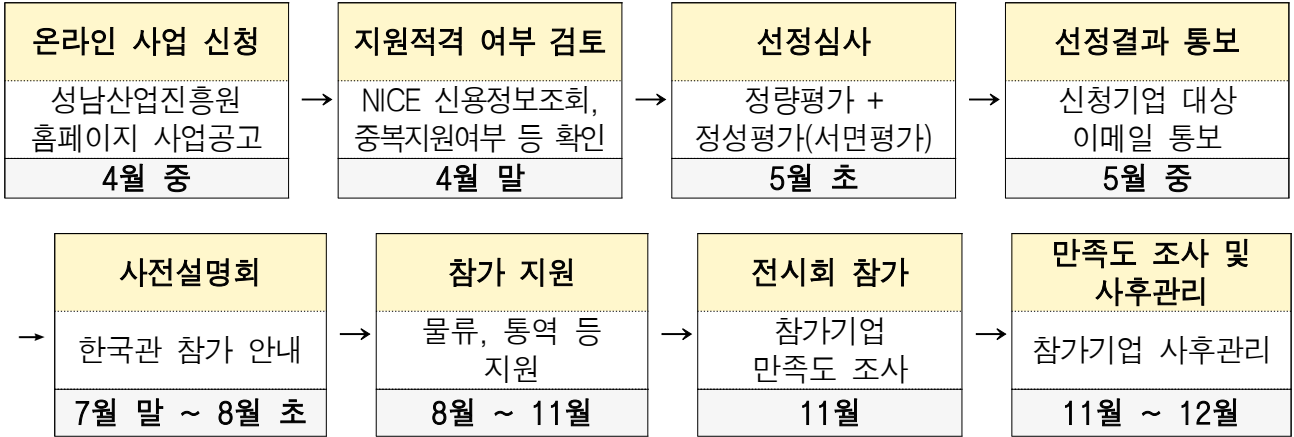 온라인 사업 신청
성남산업진흥원
홈페이지 사업공고
4월 중
→
지원적격 여부 검토
NICE 신용정보조회,
중복지원여부 등 확인
4월 말
→
선정심사
정량평가 +
정성평가(서면평가)
5월 초
→
선정결과 통보
신청기업 대상
이메일 통보
5월 중
→
사전설명회
한국관 참가 안내
7월 말 ~ 8월 초
→
참가 지원
물류, 통역 등
지원
8월 ~ 11월
→
전시회 참가
참가기업
만족도 조사
11월
→
만족도 조사 및
사후관리
참가기업 사후관리
11월 ~ 12월